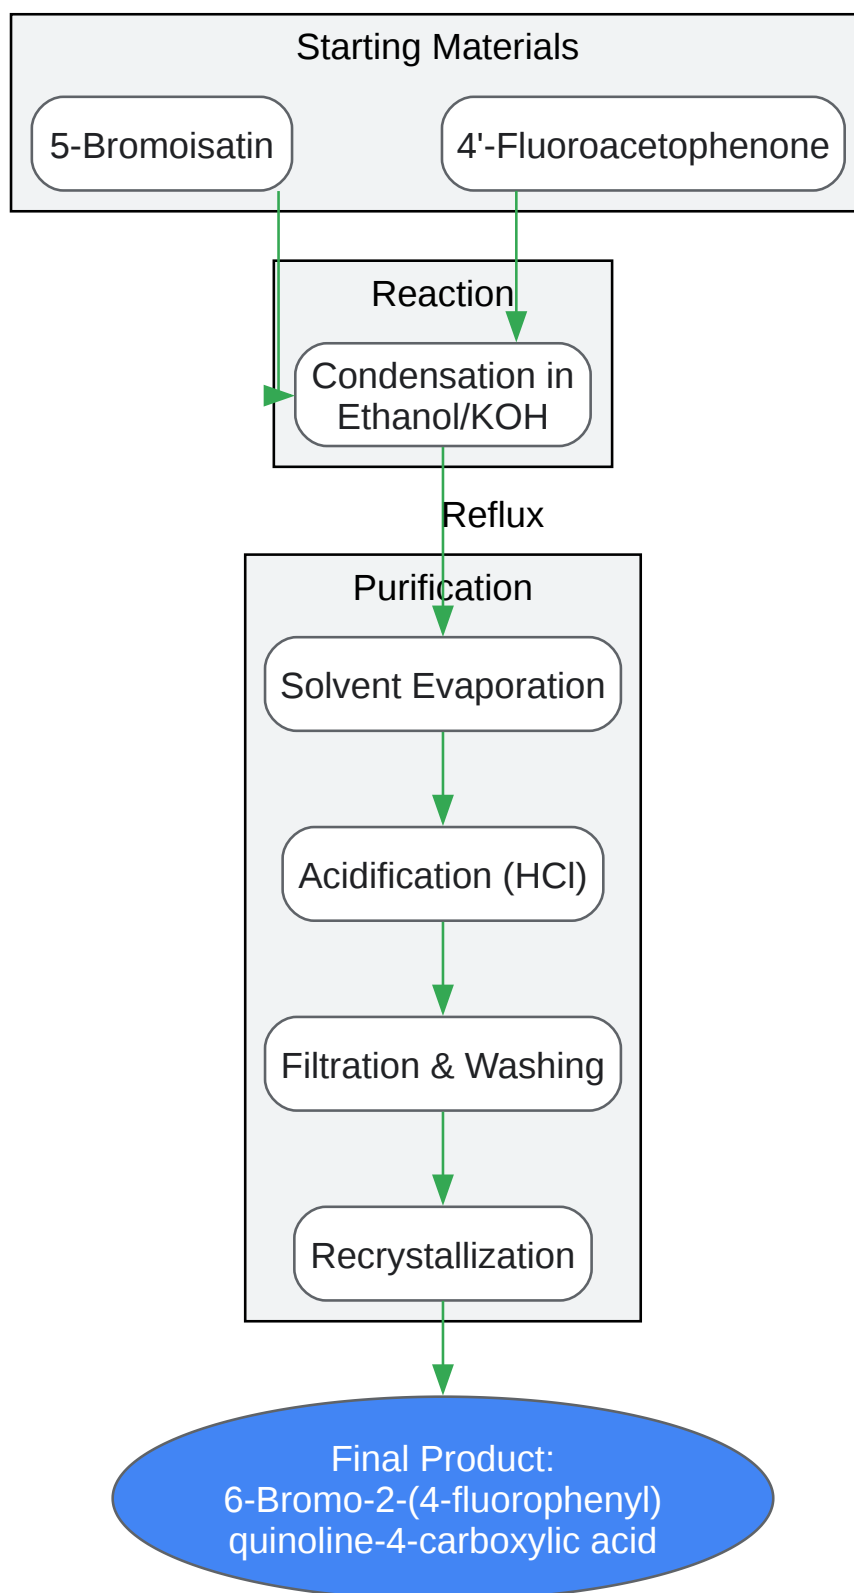 Starting Materials
5-Bromoisatin
4'-Fluoroacetophenone
Reaction
Condensation in
Ethanol/KOH
Reflux
Purification
Solvent Evaporation
Acidification (HCl)
Filtration & Washing
Recrystallization
Final Product:
6-Bromo-2-(4-fluorophenyl)
quinoline-4-carboxylic acid